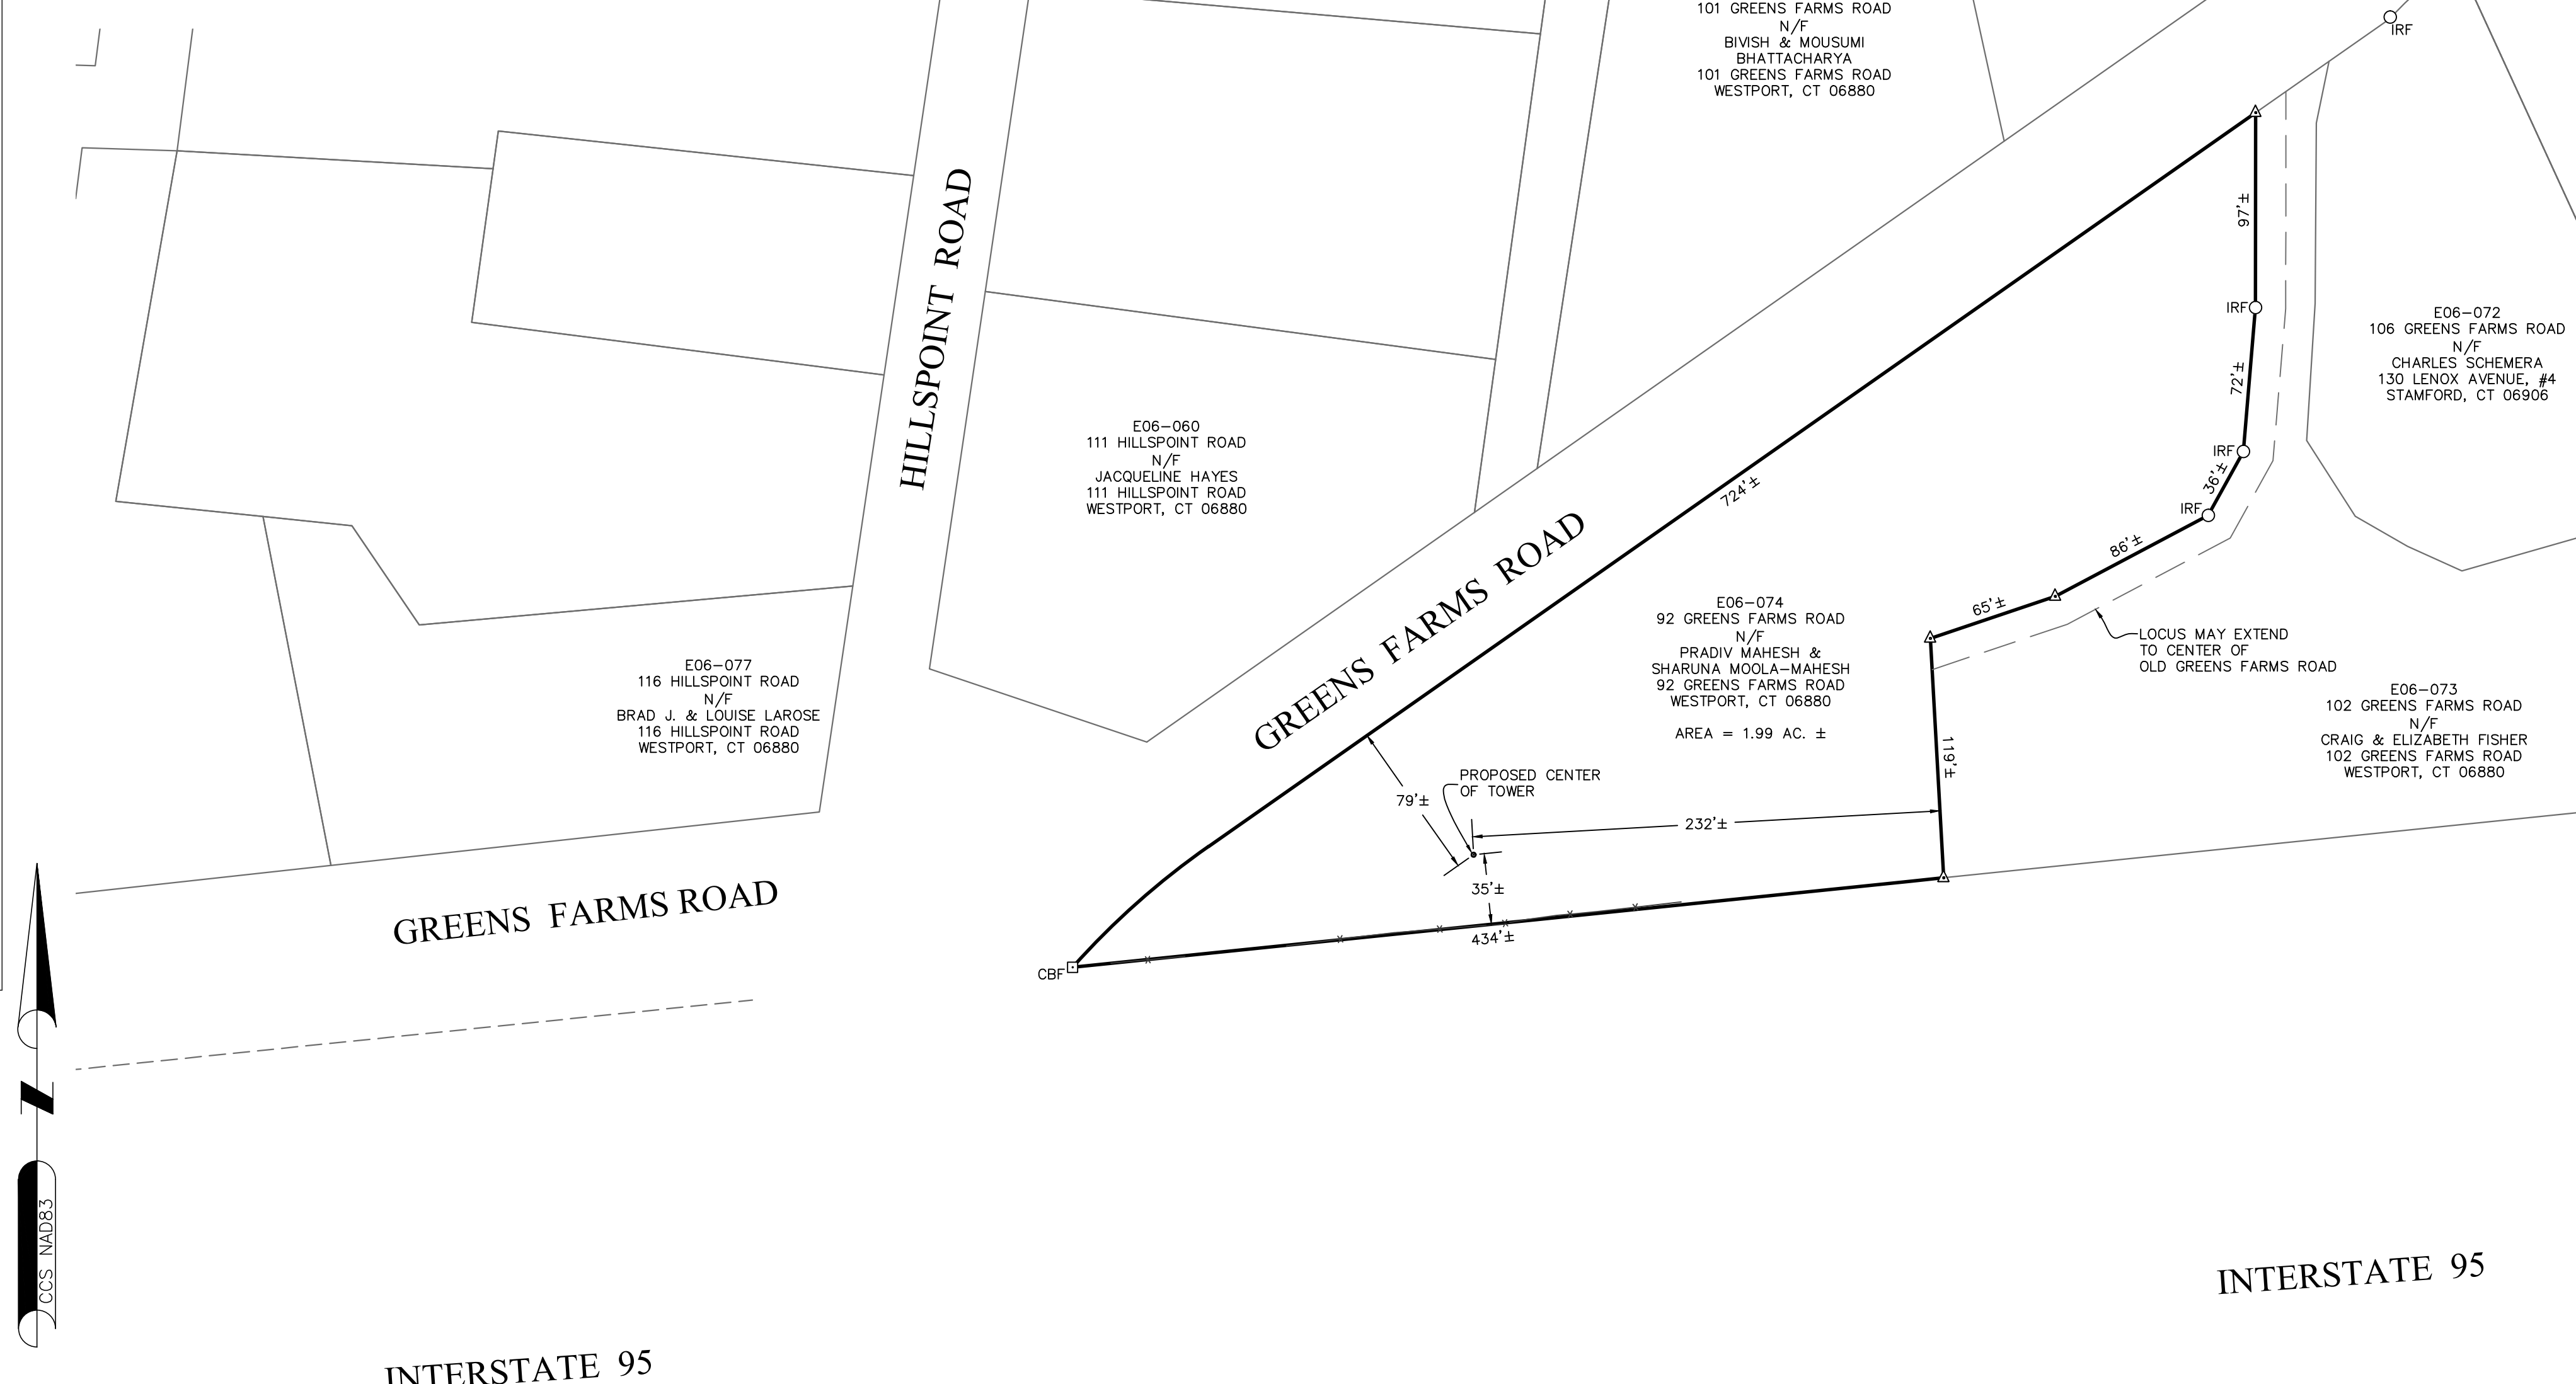 101 GREENS FARMS ROAD
N/F
BIVISH & MOUSUMI
BHATTACHARYA
101 GREENS FARMS ROAD
WESTPORT, CT 06880
IRF
97'±
IRF
72'±
IRF
36'±
IRF
86'±
65'±
119'±
724'±
E06-072
106 GREENS FARMS ROAD
N/F
CHARLES SCHEMERA
130 LENOX AVENUE, #4
STAMFORD, CT 06906
HILLSPOINT ROAD
E06-060
111 HILLSPOINT ROAD
N/F
JACQUELINE HAYES
111 HILLSPOINT ROAD
WESTPORT, CT 06880
GREENS FARMS ROAD
E06-074
92 GREENS FARMS ROAD
N/F
PRADIV MAHESH &
SHARUNA MOOLA-MAHESH
92 GREENS FARMS ROAD
WESTPORT, CT 06880
AREA = 1.99 AC. ±
LOCUS MAY EXTEND
TO CENTER OF
OLD GREENS FARMS ROAD
E06-077
116 HILLSPOINT ROAD
N/F
BRAD J. & LOUISE LAROSE
116 HILLSPOINT ROAD
WESTPORT, CT 06880
E06-073
102 GREENS FARMS ROAD
N/F
CRAIG & ELIZABETH FISHER
102 GREENS FARMS ROAD
WESTPORT, CT 06880
PROPOSED CENTER
OF TOWER
79'±
232'±
35'±
434'±
GREENS FARMS ROAD
CBF
N
CCS NAD83
INTERSTATE 95
INTERSTATE 95